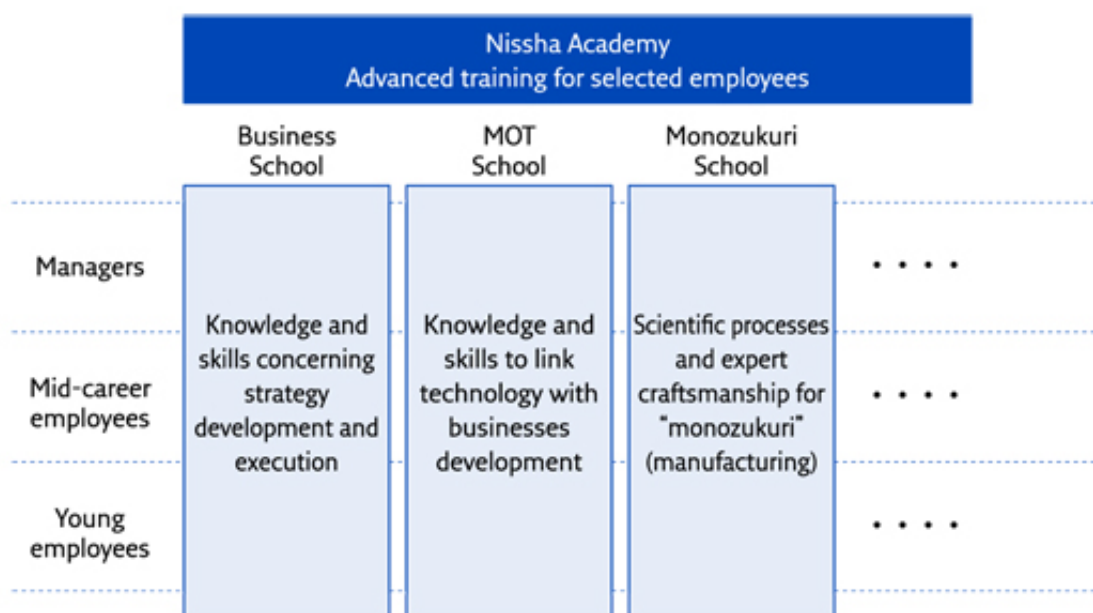 Nissha Academy
Advanced training for selected employees
Business
School
MOT
School
Monozukuri
School
Managers
Mid-career
employees
Young
employees
Knowledge and
skills concerning
strategy
development and
execution
Knowledge and
skills to link
technology with
businesses
development
Scientific processes
and expert
craftsmanship for
"monozukuri"
(manufacturing)
• • • •
• • • •
• • • •